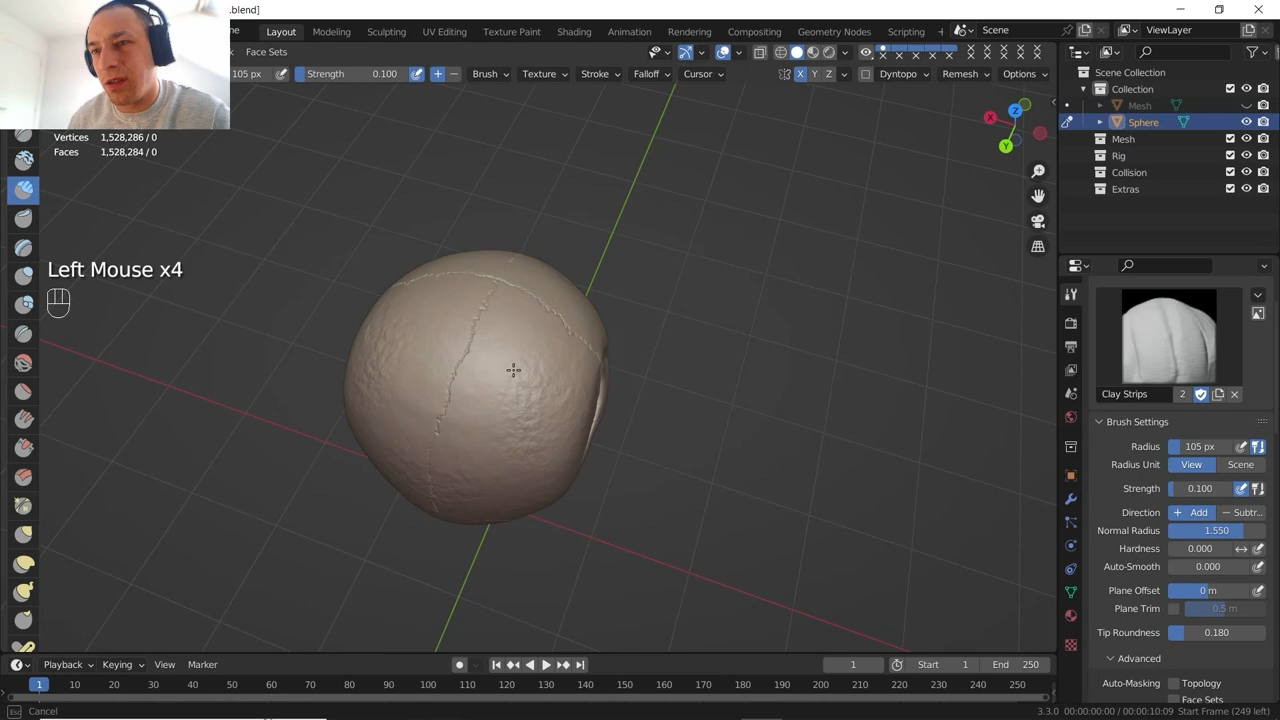 .blend]
Layout Modeling Sculpting UV Editing Texture Paint Shading Animation Rendering Compositing Geometry Nodes Scripting Scene ViewLayer
Face Sets
105 px Strength 0.100 Brush Texture Stroke Falloff Cursor X Y Z Dyntopo Remesh Options
Scene Collection
Collection
Mesh
Sphere
Mesh
Rig
Collision
Extras
Vertices 1,528,286 / 0
Faces 1,528,284 / 0
X
Y
Z
Left Mouse x4
Clay Strips 2
Brush Settings
Radius 105 px
Radius Unit View Scene
Strength 0.100
Direction Add Subtr...
Normal Radius 1.550
Hardness 0.000
Auto-Smooth 0.000
Plane Offset 0 m
Plane Trim 0.5 m
Tip Roundness 0.180
Advanced
Auto-Masking Topology
Face Sets
Playback Keying View Marker 1 Start 1 End 250
1 10 20 30 40 50 60 70 80 90 100 110 120 130 140 150 160 170 180 190 200 210 220 230 240 250
Esc Cancel 3.3.0 00:00:00:00 / 00:00:10:09 Start Frame (249 left)